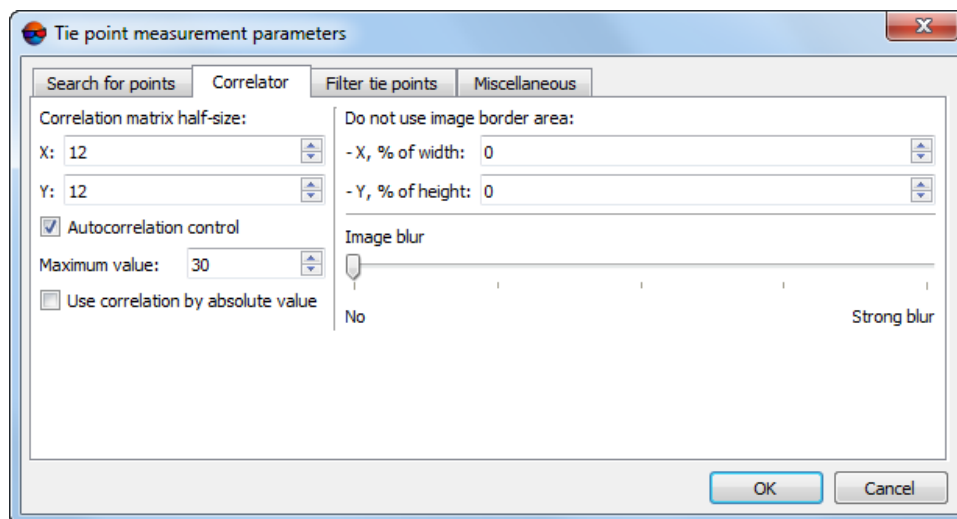 Tie point measurement parameters
Search for points Correlator Filter tie points Miscellaneous
Correlation matrix half-size:
X: 12
Y: 12
Autocorrelation control
Maximum value: 30
Use correlation by absolute value
Do not use image border area:
- X, % of width: 0
- Y, % of height: 0
Image blur
No Strong blur
OK Cancel